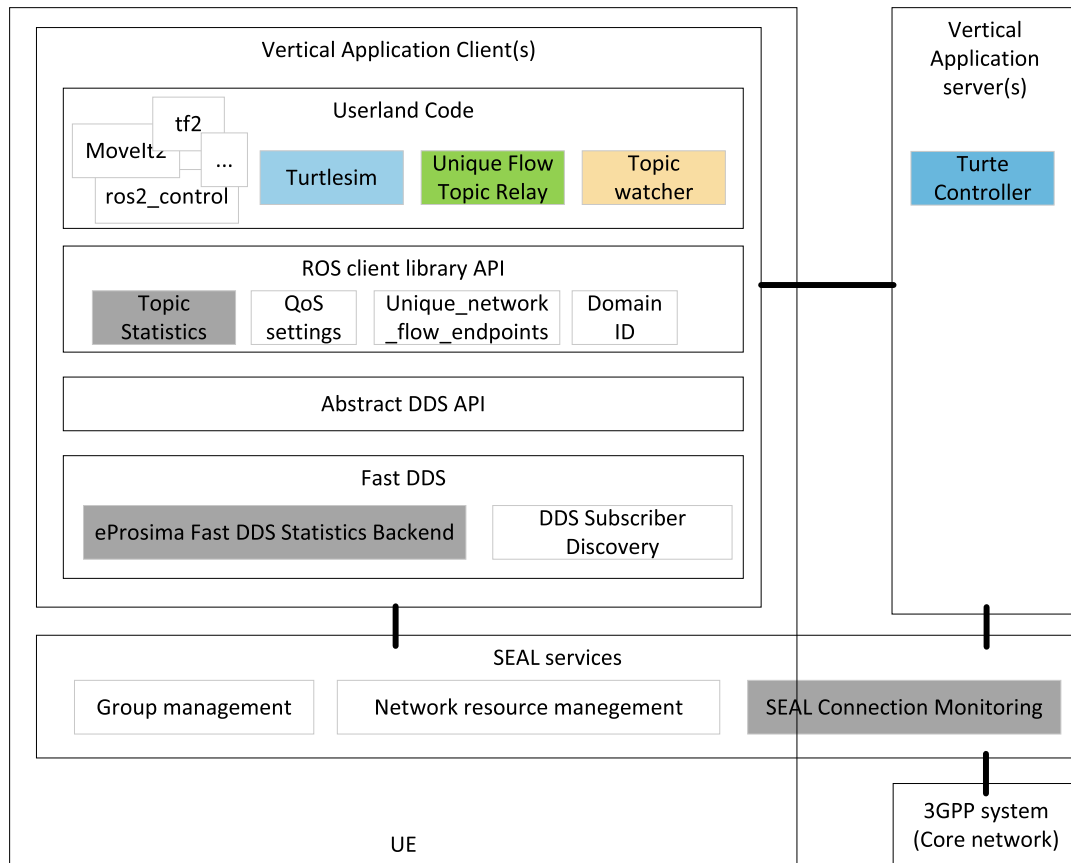 Vertical Application Client(s)
Userland Code
tf2
MoveIt2
...
ros2_control
Turtlesim
Unique Flow
Topic Relay
Topic
watcher
ROS client library API
Topic
Statistics
QoS
settings
Unique_network
_flow_endpoints
Domain
ID
Abstract DDS API
Fast DDS
eProsima Fast DDS Statistics Backend
DDS Subscriber
Discovery
Vertical
Application
server(s)
Turte
Controller
SEAL services
Group management
Network resource manegement
SEAL Connection Monitoring
UE
3GPP system
(Core network)